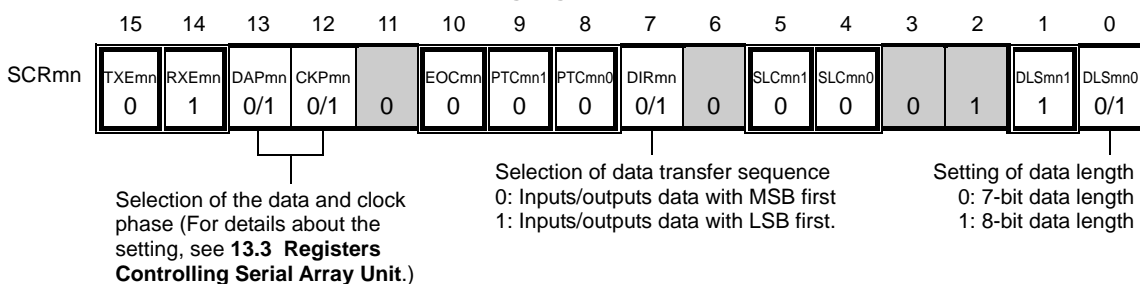 15 14 13 12 11 10 9 8 7 6 5 4 3 2 1 0
SCRmn TXEmn RXEmn DAPmn CKPmn EOCmn PTCmn1 PTCmn0 DIRmn SLCmn1 SLCmn0 DLSmn1 DLSmn0
0 1 0/1 0/1 0 0 0 0 0/1 0 0 0 0 1 1 0/1
Selection of the data and clock
phase (For details about the
setting, see 13.3 Registers
Controlling Serial Array Unit.)
Selection of data transfer sequence
0: Inputs/outputs data with MSB first
1: Inputs/outputs data with LSB first.
Setting of data length
0: 7-bit data length
1: 8-bit data length